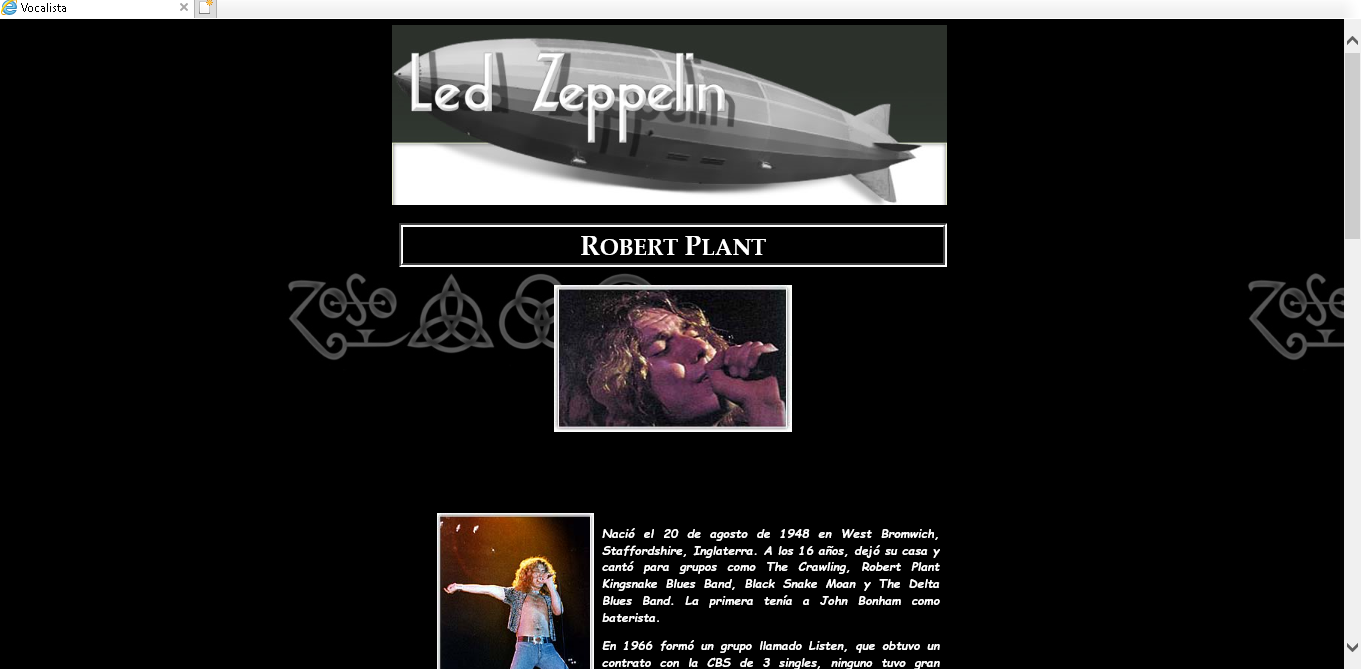 Vocalista
Led Zeppelin
ROBERT PLANT
Nació el 20 de agosto de 1948 en West Bromwich,
Staffordshire, Inglaterra. A los 16 años, dejó su casa y
cantó para grupos como The Crawling, Robert Plant
Kingsnake Blues Band, Black Snake Moan y The Delta
Blues Band. La primera tenía a John Bonham como
baterista.
En 1966 formó un grupo llamado Listen, que obtuvo un
contrato con la CBS de 3 singles, ninguno tuvo gran